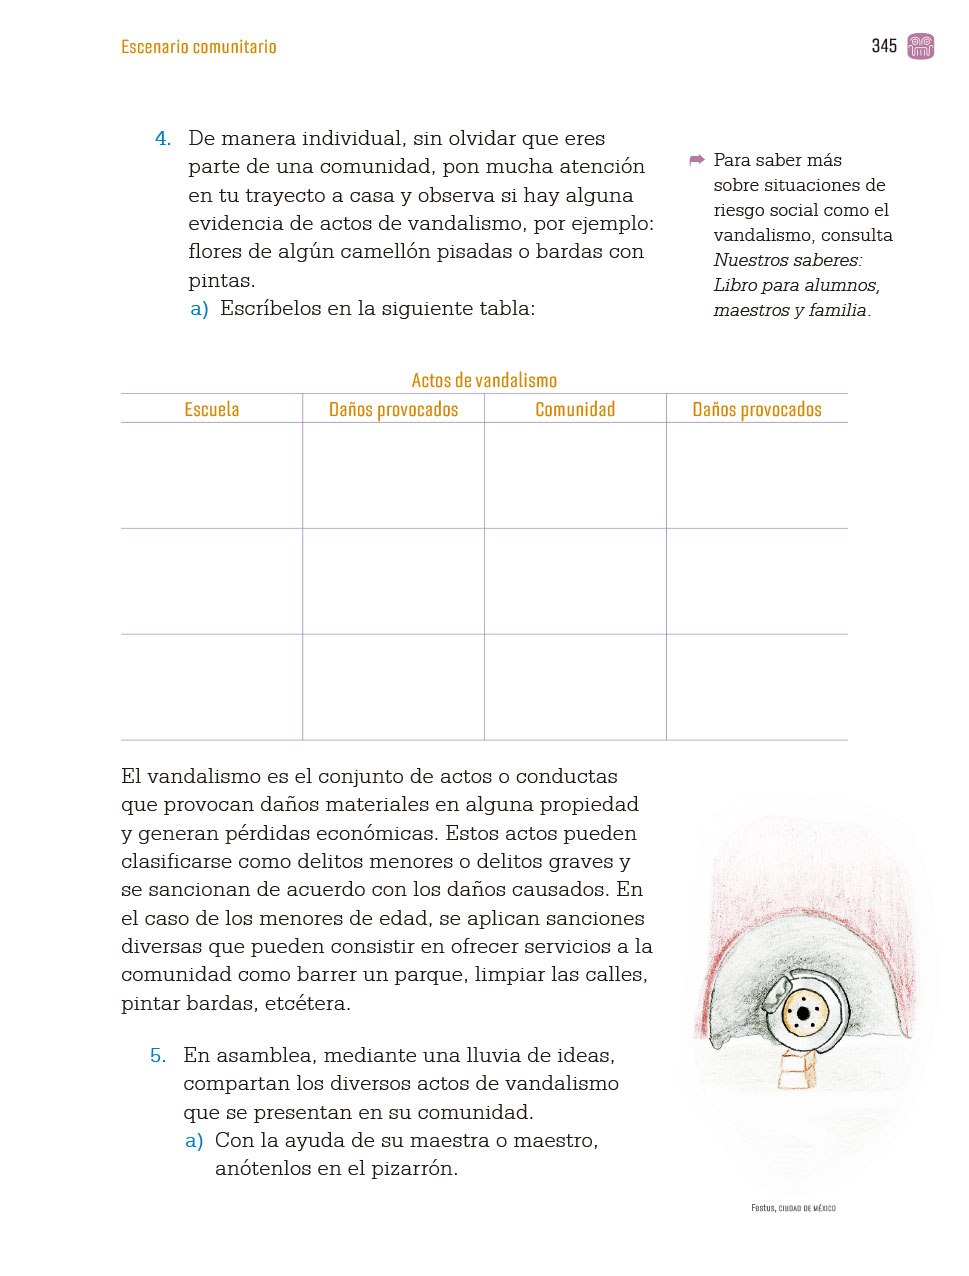 Escenario comunitario
345
4. De manera individual, sin olvidar que eres
parte de una comunidad, pon mucha atención
en tu trayecto a casa y observa si hay alguna
evidencia de actos de vandalismo, por ejemplo:
flores de algún camellón pisadas o bardas con
pintas.
a) Escríbelos en la siguiente tabla:
Para saber más
sobre situaciones de
riesgo social como el
vandalismo, consulta
Nuestros saberes:
Libro para alumnos,
maestros y familia.
Actos de vandalismo
Escuela Daños provocados Comunidad Daños provocados
El vandalismo es el conjunto de actos o conductas
que provocan daños materiales en alguna propiedad
y generan pérdidas económicas. Estos actos pueden
clasificarse como delitos menores o delitos graves y
se sancionan de acuerdo con los daños causados. En
el caso de los menores de edad, se aplican sanciones
diversas que pueden consistir en ofrecer servicios a la
comunidad como barrer un parque, limpiar las calles,
pintar bardas, etcétera.
5. En asamblea, mediante una lluvia de ideas,
compartan los diversos actos de vandalismo
que se presentan en su comunidad.
a) Con la ayuda de su maestra o maestro,
anótenlos en el pizarrón.
Festus, CIUDAD DE MÉXICO